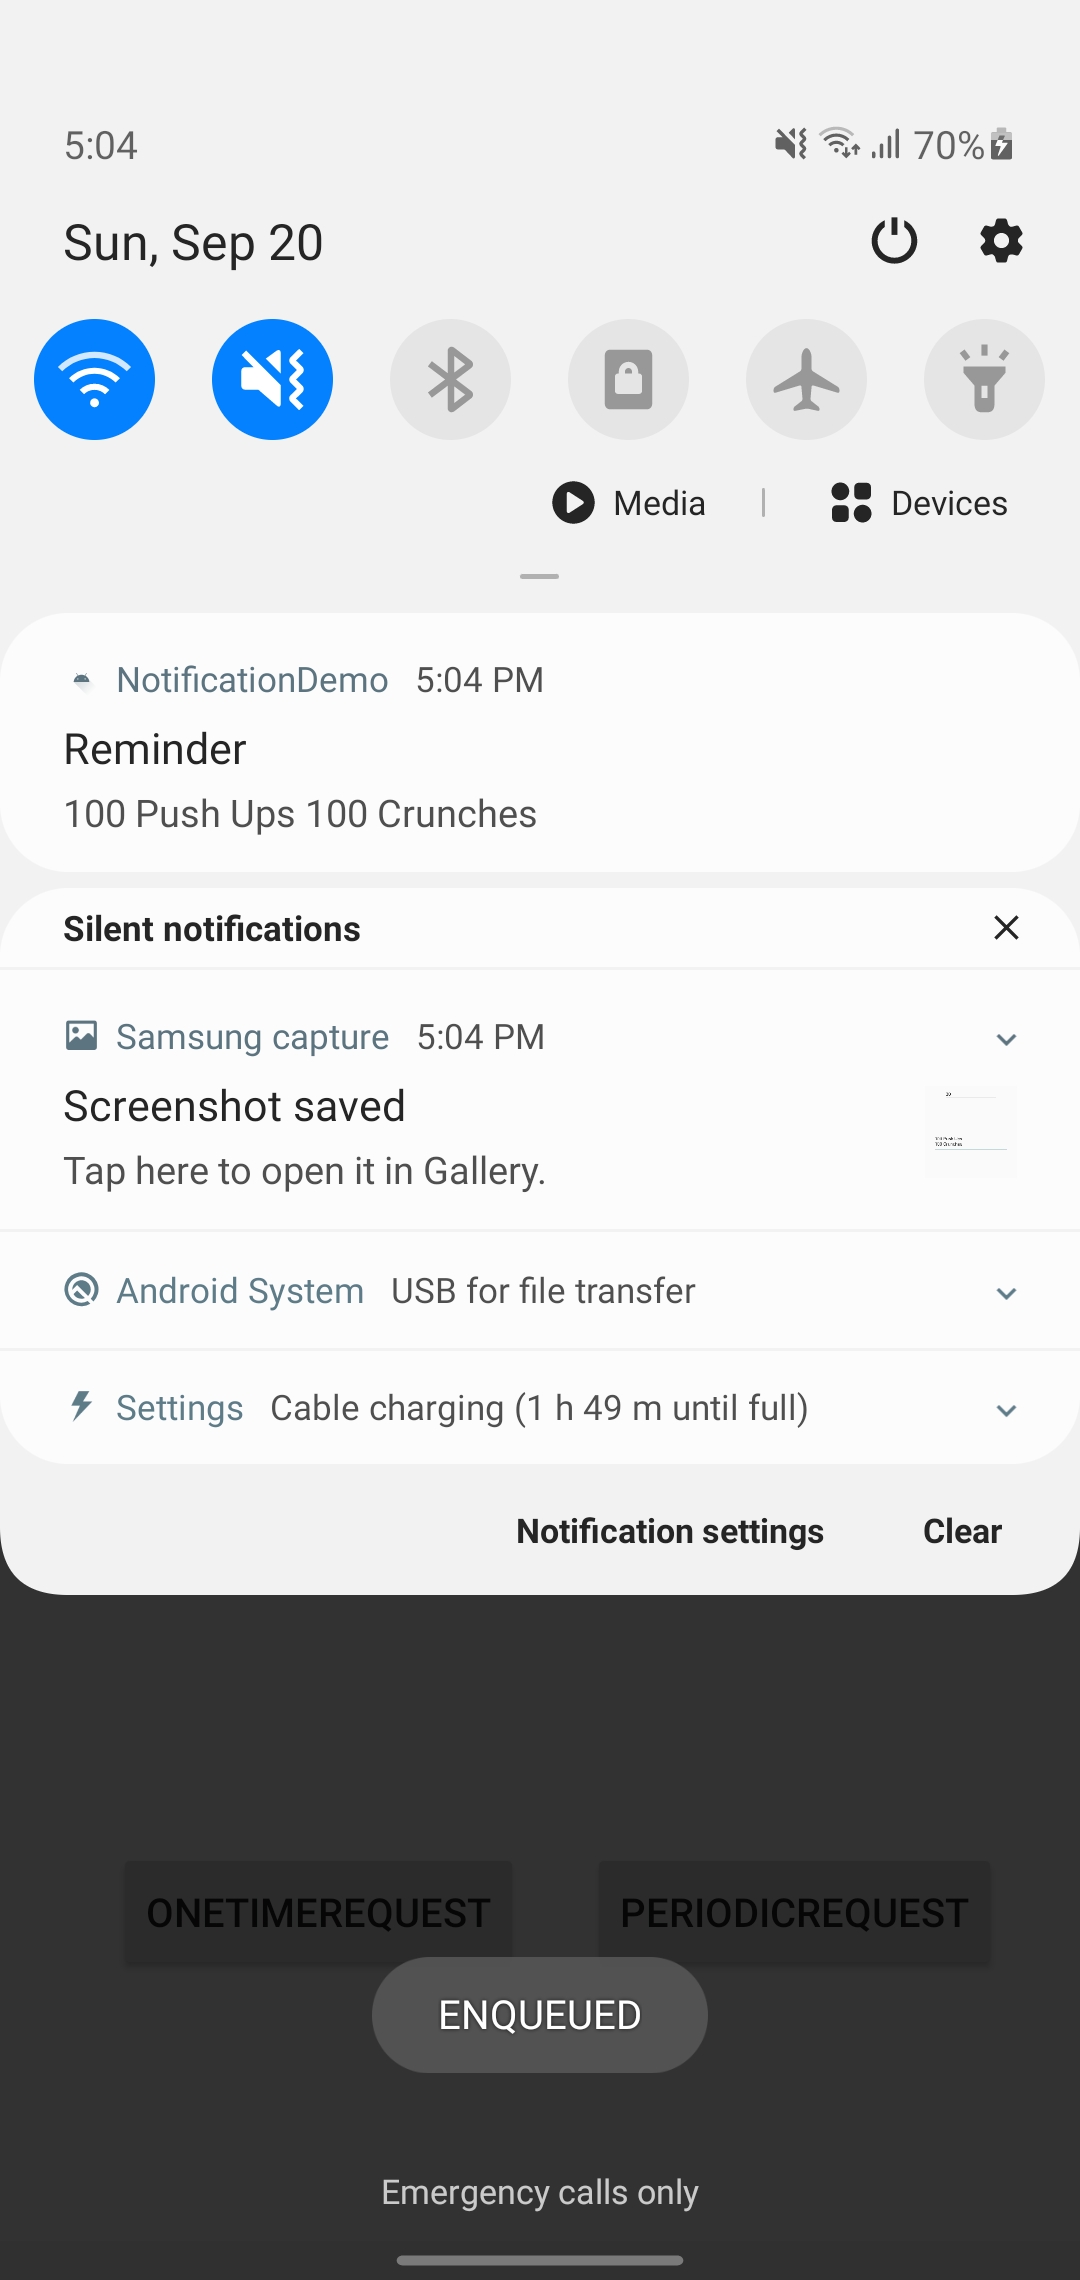 5:04 70%
Sun, Sep 20
Media Devices
NotificationDemo 5:04 PM
Reminder
100 Push Ups 100 Crunches
Silent notifications
Samsung capture 5:04 PM
Screenshot saved
Tap here to open it in Gallery.
Android System USB for file transfer
Settings Cable charging (1 h 49 m until full)
Notification settings Clear
ONETIMEREQUEST PERIODICREQUEST
ENQUEUED
Emergency calls only